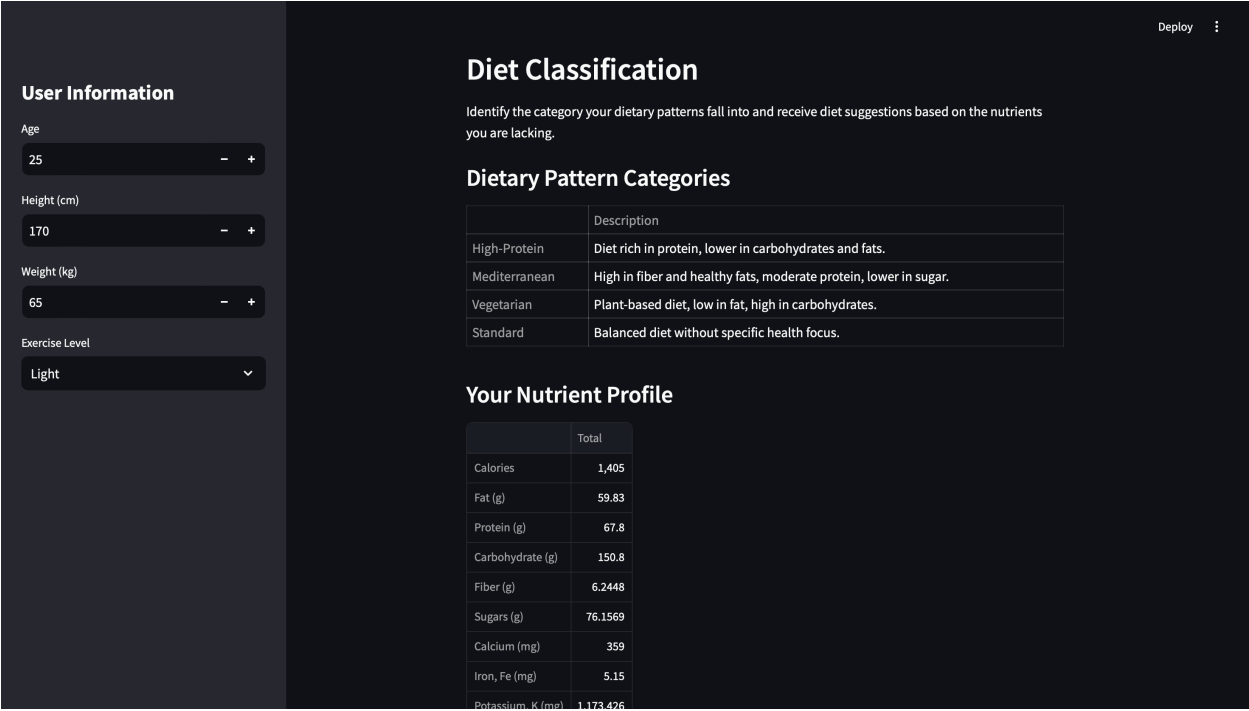 Deploy
User Information
Age
25
Height (cm)
170
Weight (kg)
65
Exercise Level
Light
Diet Classification
Identify the category your dietary patterns fall into and receive diet suggestions based on the nutrients
you are lacking.
Dietary Pattern Categories
Description
High-Protein Diet rich in protein, lower in carbohydrates and fats.
Mediterranean High in fiber and healthy fats, moderate protein, lower in sugar.
Vegetarian Plant-based diet, low in fat, high in carbohydrates.
Standard Balanced diet without specific health focus.
Your Nutrient Profile
Total
Calories 1,405
Fat (g) 59.83
Protein (g) 67.8
Carbohydrate (g) 150.8
Fiber (g) 6.2448
Sugars (g) 76.1569
Calcium (mg) 359
Iron, Fe (mg) 5.15
Potassium, K (mg) 1,173.426